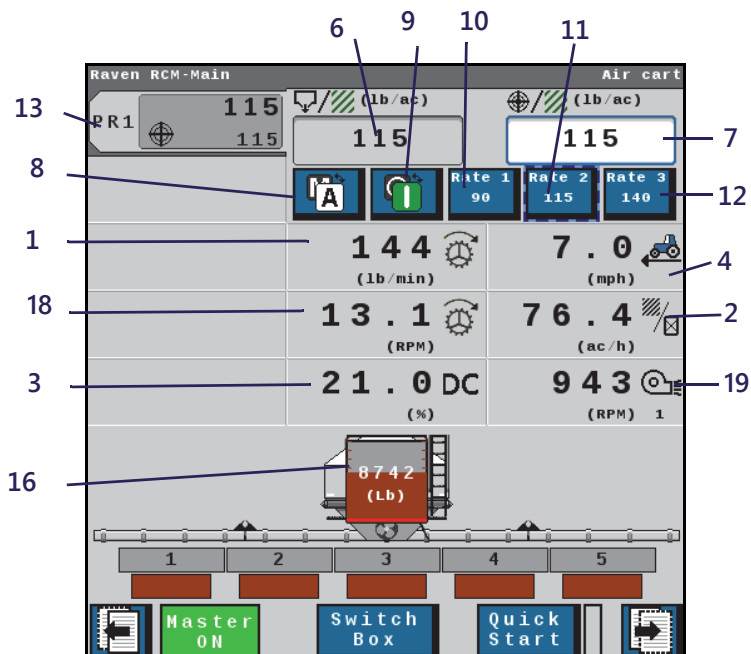 6 9 10 11
Raven RCM-Main Air cart
13 PR1 115 (lb/ac) (lb/ac)
115 115 115 7
8 M A I Rate 1 Rate 2 Rate 3
90 115 140 12
1 144 7.0 4
(lb/min) (mph)
18 13.1 76.4 2
(RPM) (ac/h)
3 21.0 DC 943 19
(%) (RPM) 1
16 8742
(Lb)
1 2 3 4 5
Master Switch Quick
ON Box Start